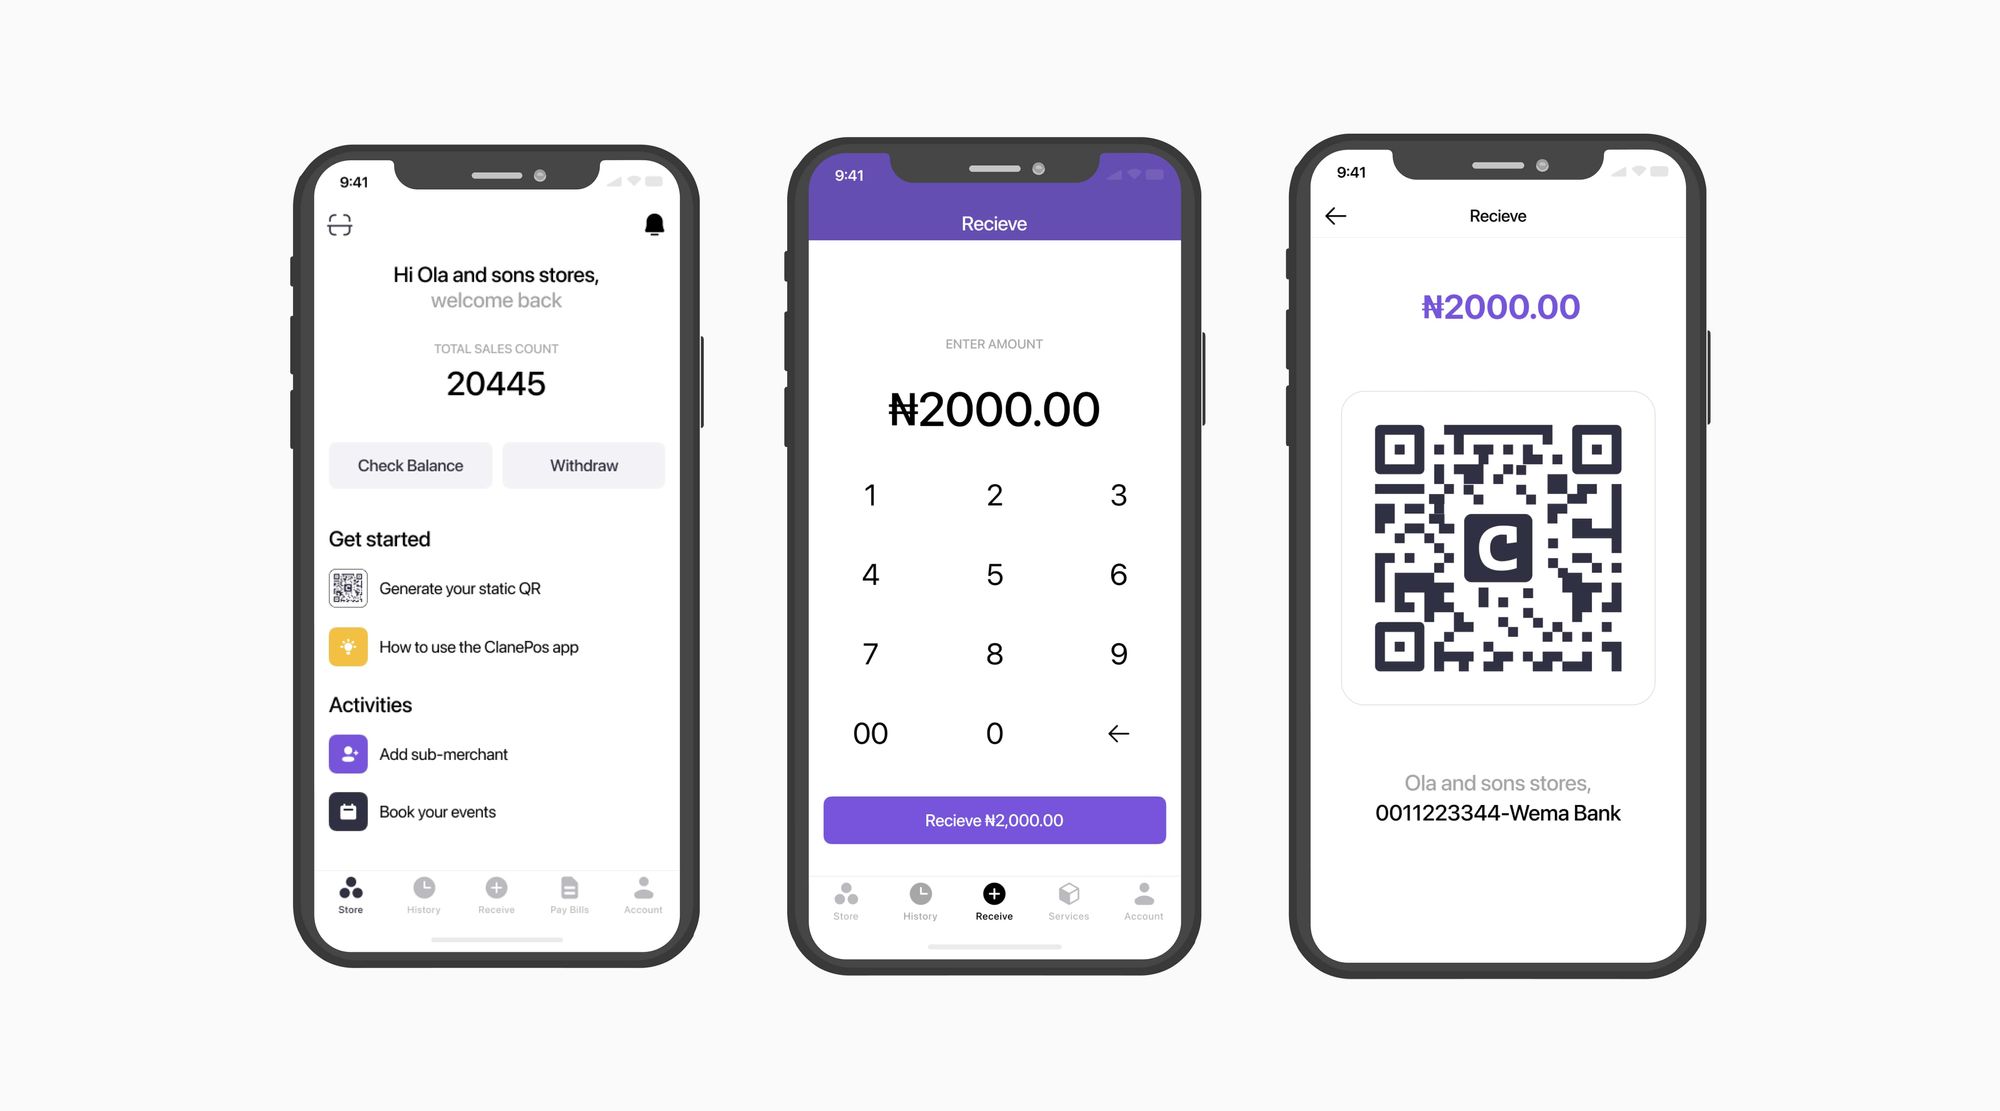 9:41
Hi Ola and sons stores,
welcome back
TOTAL SALES COUNT
20445
Check Balance
Withdraw
Get started
Generate your static QR
How to use the ClanePos app
Activities
Add sub-merchant
Book your events
Store
History
Receive
Pay Bills
Account
9:41
Recieve
ENTER AMOUNT
₦2000.00
1 2 3
4 5 6
7 8 9
00 0
Recieve ₦2,000.00
Store
History
Receive
Services
Account
9:41
Recieve
₦2000.00
C
Ola and sons stores,
0011223344-Wema Bank